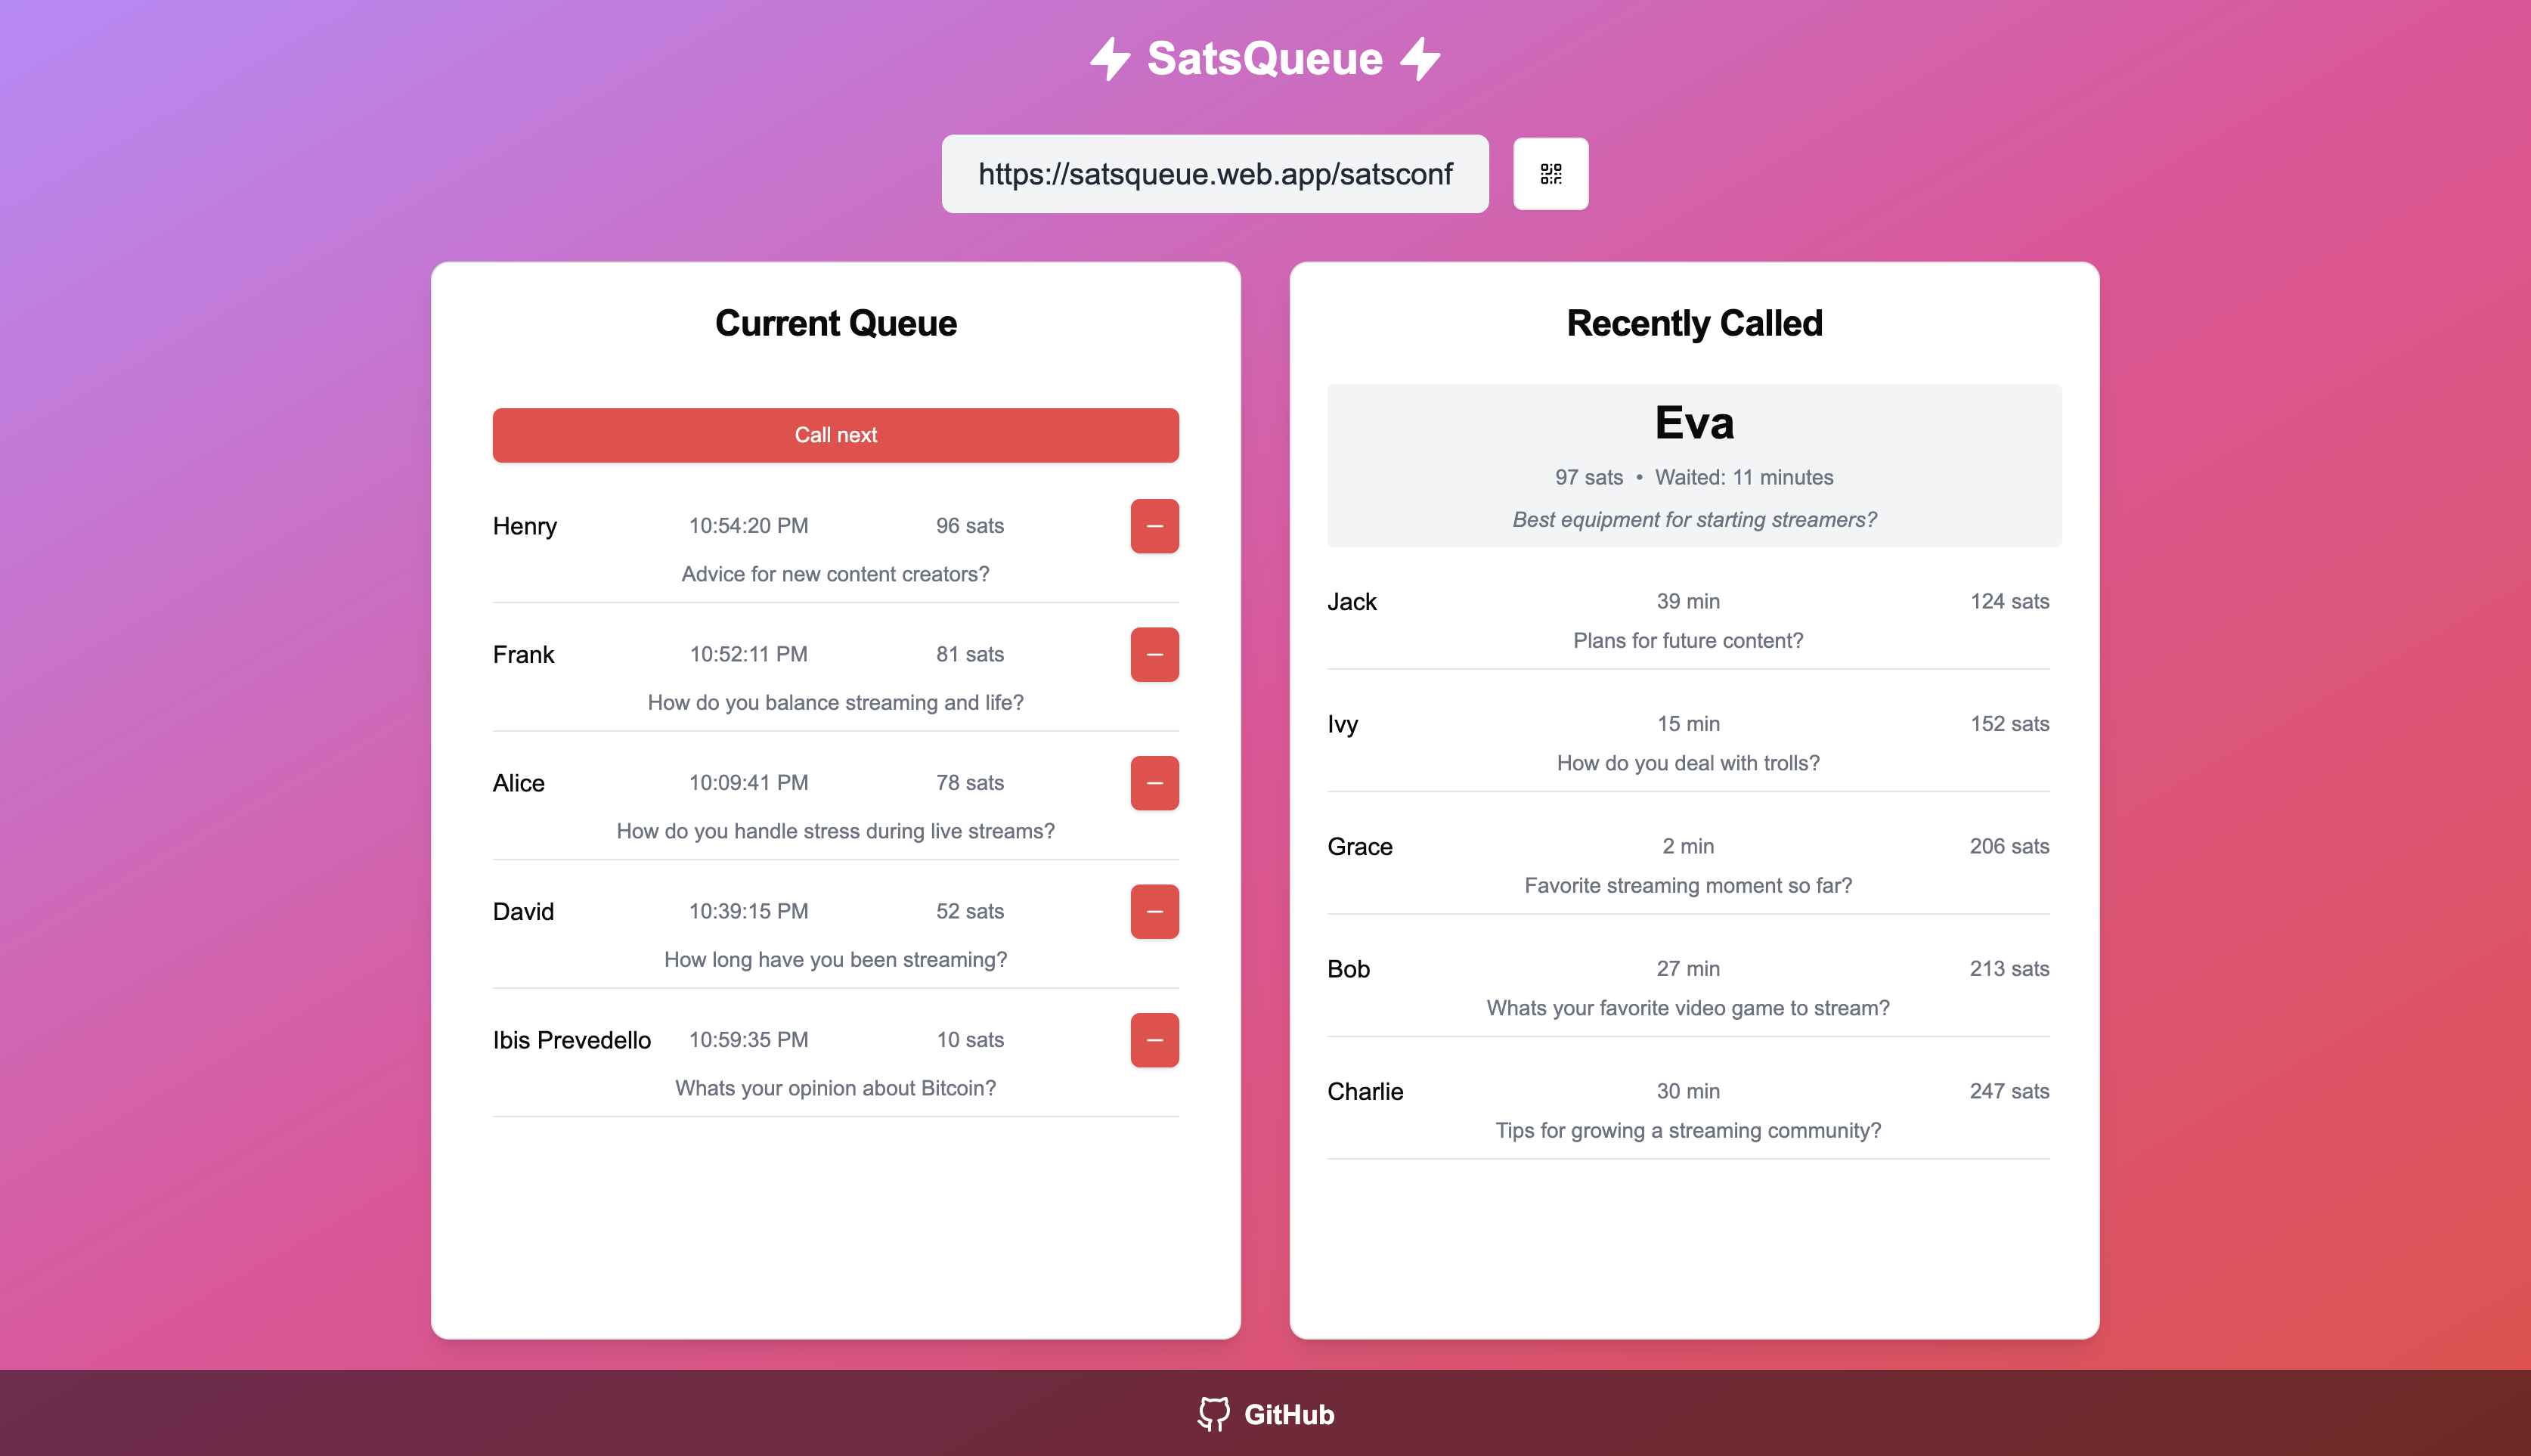 SatsQueue
https://satsqueue.web.app/satsconf
Current Queue
Call next
Henry 10:54:20 PM 96 sats
Advice for new content creators?
Frank 10:52:11 PM 81 sats
How do you balance streaming and life?
Alice 10:09:41 PM 78 sats
How do you handle stress during live streams?
David 10:39:15 PM 52 sats
How long have you been streaming?
Ibis Prevedello 10:59:35 PM 10 sats
Whats your opinion about Bitcoin?
Recently Called
Eva
97 sats • Waited: 11 minutes
Best equipment for starting streamers?
Jack 39 min 124 sats
Plans for future content?
Ivy 15 min 152 sats
How do you deal with trolls?
Grace 2 min 206 sats
Favorite streaming moment so far?
Bob 27 min 213 sats
Whats your favorite video game to stream?
Charlie 30 min 247 sats
Tips for growing a streaming community?
GitHub